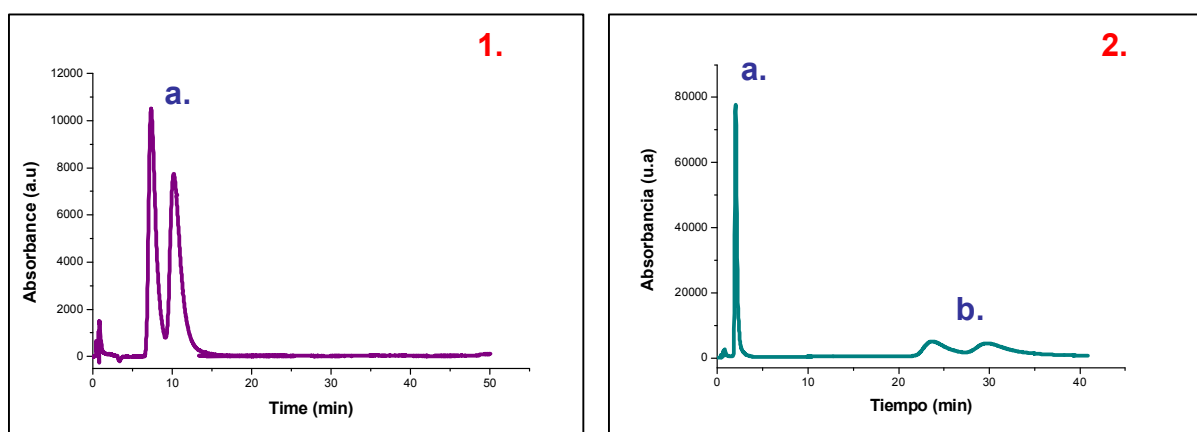 1.
a.
12000
10000
8000
6000
4000
2000
0
Absorbance (a.u)
0 10 20 30 40 50
Time (min)
2.
a.
80000
60000
40000
20000
0
Absorbancia (u.a)
b.
0 10 20 30 40
Tiempo (min)